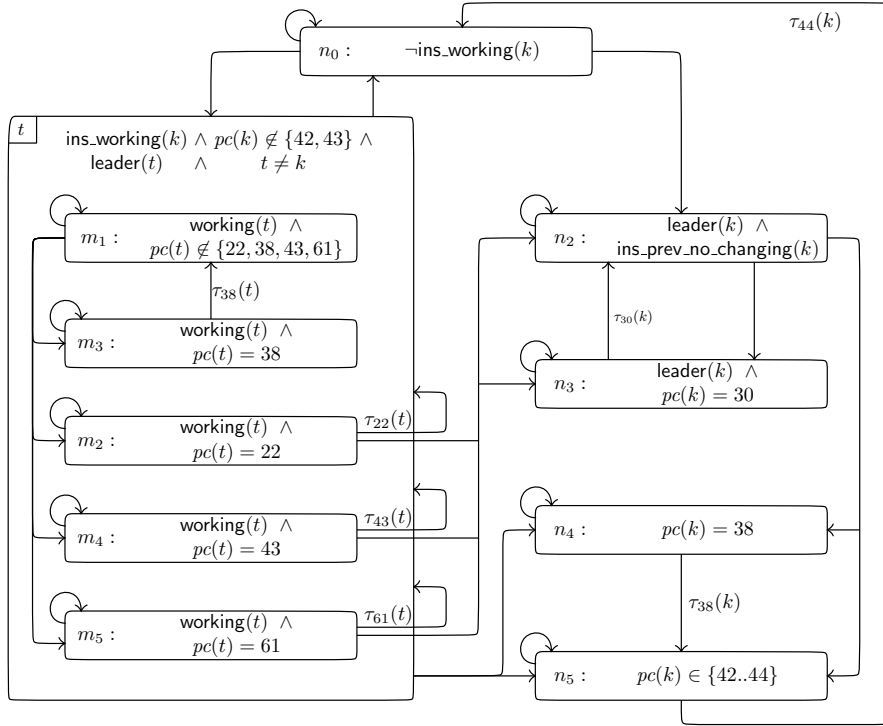 τ44(k)
n0 : ¬ins_working(k)
t
ins_working(k) ∧ pc(k) ∉ {42, 43} ∧
leader(t) ∧ t ≠ k
m1 : working(t) ∧
pc(t) ∉ {22, 38, 43, 61}
τ38(t)
m3 : working(t) ∧
pc(t) = 38
m2 : working(t) ∧
pc(t) = 22
τ22(t)
m4 : working(t) ∧
pc(t) = 43
τ43(t)
m5 : working(t) ∧
pc(t) = 61
τ61(t)
n2 : leader(k) ∧
ins_prev_no_changing(k)
τ30(k)
n3 : leader(k) ∧
pc(k) = 30
n4 : pc(k) = 38
τ38(k)
n5 : pc(k) ∈ {42..44}